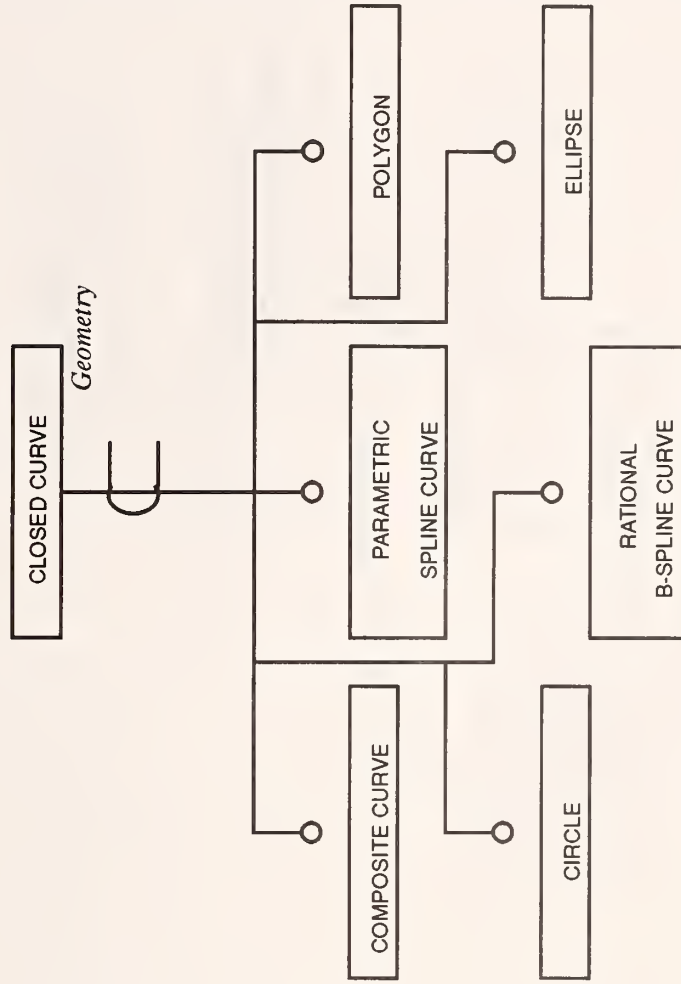 CLOSED CURVE
Geometry
COMPOSITE CURVE
PARAMETRIC
SPLINE CURVE
POLYGON
CIRCLE
RATIONAL
B-SPLINE CURVE
ELLIPSE